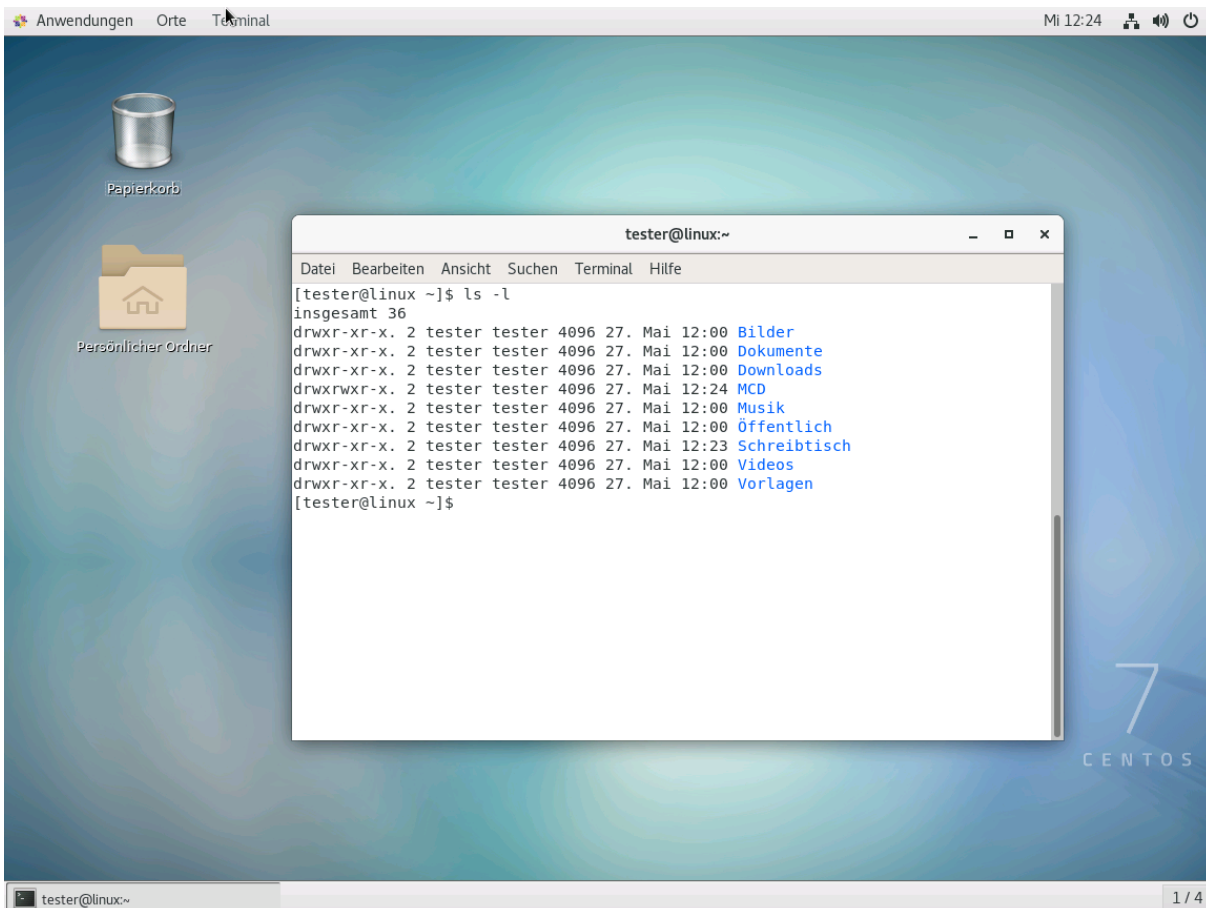 Anwendungen Orte Terminal Mi 12:24
Papierkorb
Persönlicher Ordner
tester@linux:~
Datei Bearbeiten Ansicht Suchen Terminal Hilfe
[tester@linux ~]$ ls -l
insgesamt 36
drwxr-xr-x. 2 tester tester 4096 27. Mai 12:00 Bilder
drwxr-xr-x. 2 tester tester 4096 27. Mai 12:00 Dokumente
drwxr-xr-x. 2 tester tester 4096 27. Mai 12:00 Downloads
drwxrwxr-x. 2 tester tester 4096 27. Mai 12:24 MCD
drwxr-xr-x. 2 tester tester 4096 27. Mai 12:00 Musik
drwxr-xr-x. 2 tester tester 4096 27. Mai 12:00 Öffentlich
drwxr-xr-x. 2 tester tester 4096 27. Mai 12:23 Schreibtisch
drwxr-xr-x. 2 tester tester 4096 27. Mai 12:00 Videos
drwxr-xr-x. 2 tester tester 4096 27. Mai 12:00 Vorlagen
[tester@linux ~]$
7
CENTOS
tester@linux:~ 1 / 4